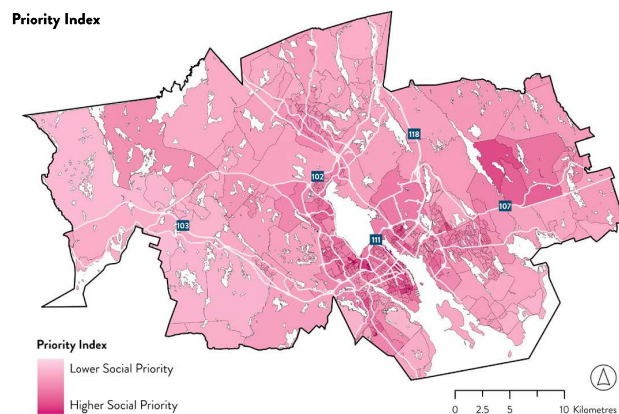 Priority Index
118
102
107
103
111
Priority Index
Lower Social Priority
Higher Social Priority
0 2.5 5 10 Kilometres